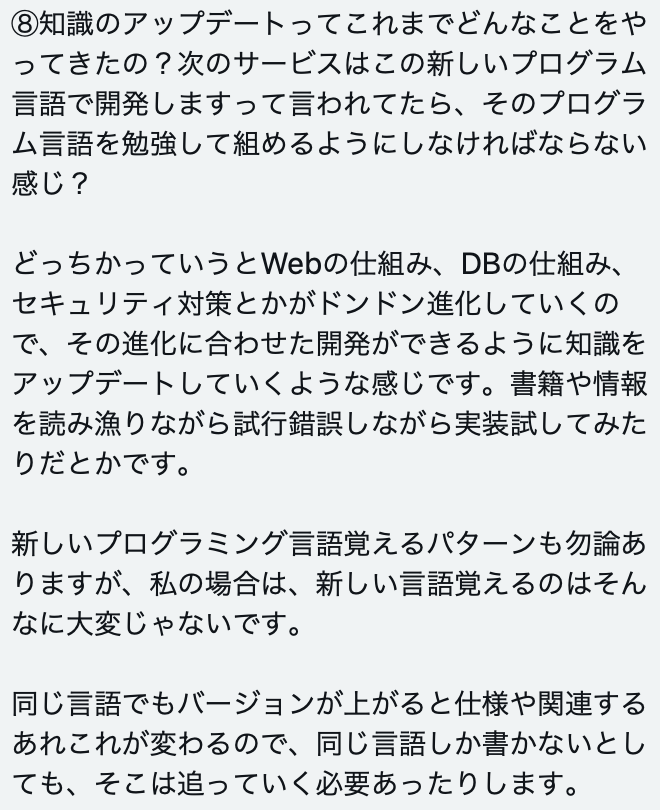 ⑧知識のアップデートってこれまでどんなことをや
ってきたの？次のサービスはこの新しいプログラム
言語で開発しますって言われてたら、そのプログラ
ム言語を勉強して組めるようにしなければならない
感じ？
どっちかっていうとWebの仕組み、DBの仕組み、
セキュリティ対策とかがドンドン進化していくの
で、その進化に合わせた開発ができるように知識を
アップデートしていくような感じです。書籍や情報
を読み漁りながら試行錯誤しながら実装試してみた
りだとかです。
新しいプログラミング言語覚えるパターンも勿論あ
りますが、私の場合は、新しい言語覚えるのはそん
なに大変じゃないです。
同じ言語でもバージョンが上がると仕様や関連する
あれこれが変わるので、同じ言語しか書かないとし
ても、そこは追っていく必要あったりします。